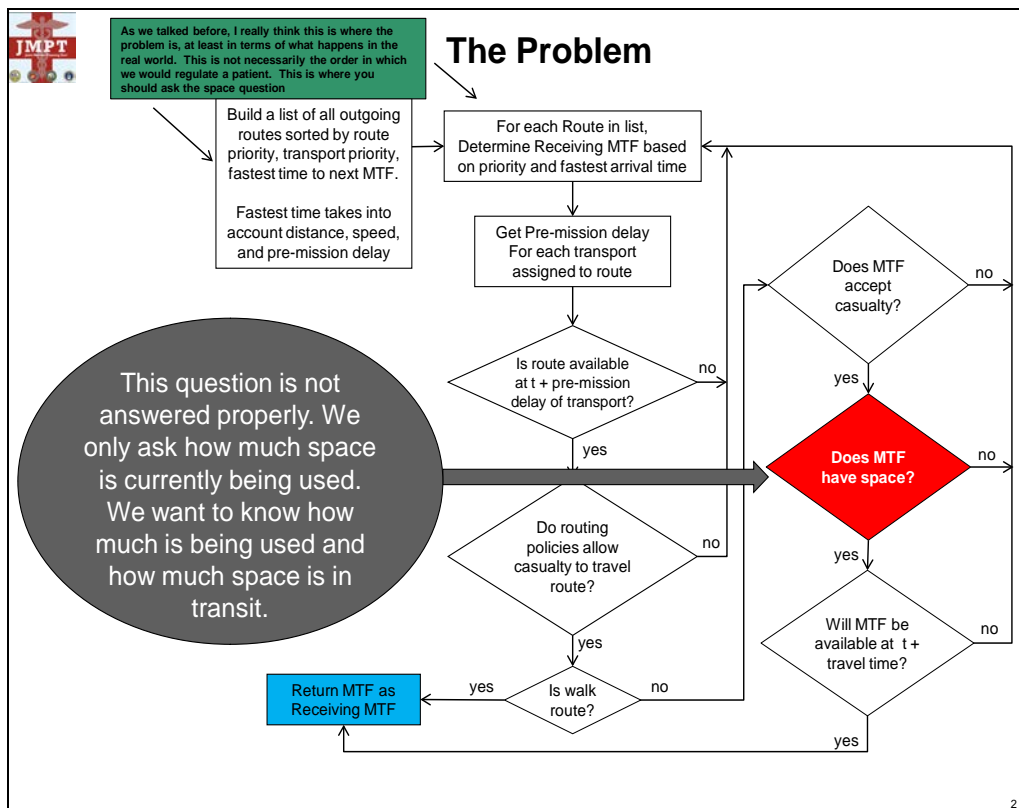 JMPT
As we talked before, I really think this is where the
problem is, at least in terms of what happens in the
real world.  This is not necessarily the order in which
we would regulate a patient.  This is where you
should ask the space question
The Problem
Build a list of all outgoing
routes sorted by route
priority, transport priority,
fastest time to next MTF.
Fastest time takes into
account distance, speed,
and pre-mission delay
For each Route in list,
Determine Receiving MTF based
on priority and fastest arrival time
Get Pre-mission delay
For each transport
assigned to route
Is route available
at t + pre-mission
delay of transport?
no
yes
This question is not
answered properly. We
only ask how much space
is currently being used.
We want to know how
much is being used and
how much space is in
transit.
Do routing
policies allow
casualty to travel
route?
no
yes
Is walk
route?
yes
no
Return MTF as
Receiving MTF
Does MTF
accept
casualty?
no
yes
Does MTF
have space?
no
yes
Will MTF be
available at  t +
travel time?
no
yes
2